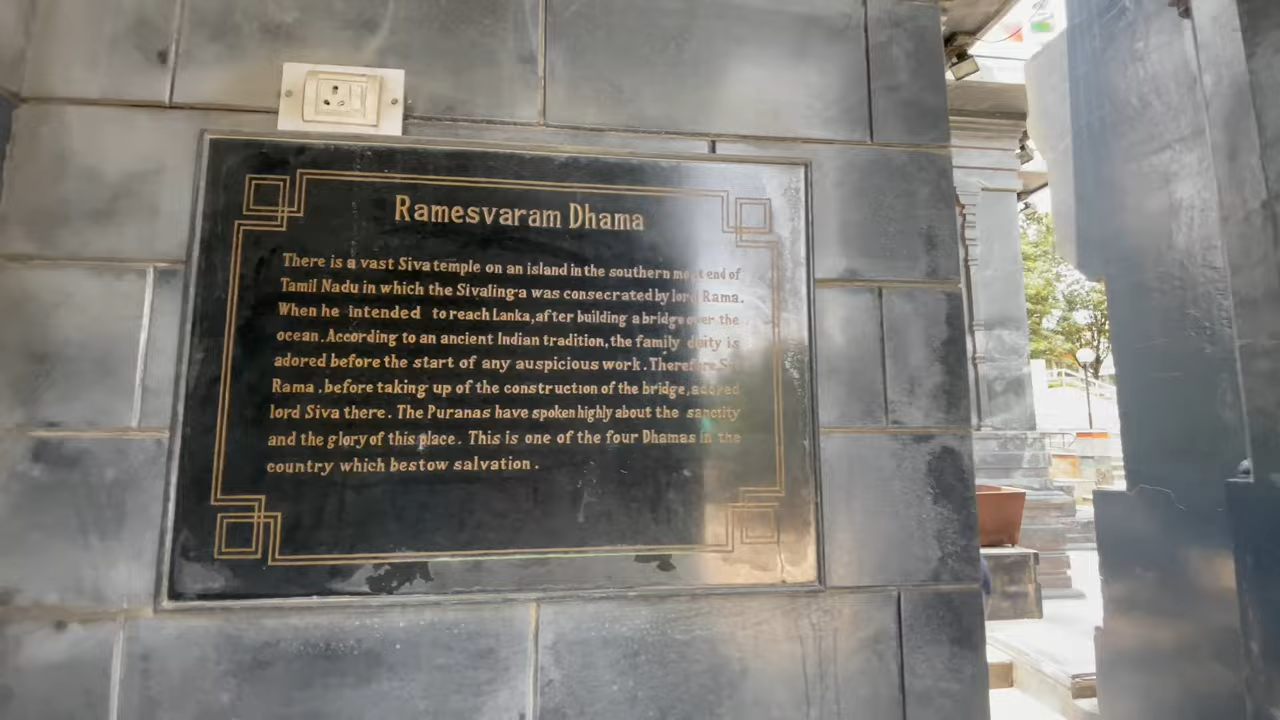 Ramesvaram Dhama
There is a vast Siva temple on an island in the southern most end of
Tamil Nadu in which the Sivalinga was consecrated by lord Rama.
When he intended to reach Lanka, after building a bridge over the
ocean. According to an ancient Indian tradition, the family deity is
adored before the start of any auspicious work. Therefore
Rama , before taking up of the construction of the bridge, adored
lord Siva there. The Puranas have spoken highly about the sanctity
and the glory of this place. This is one of the four Dhamas in the
country which bestow salvation.